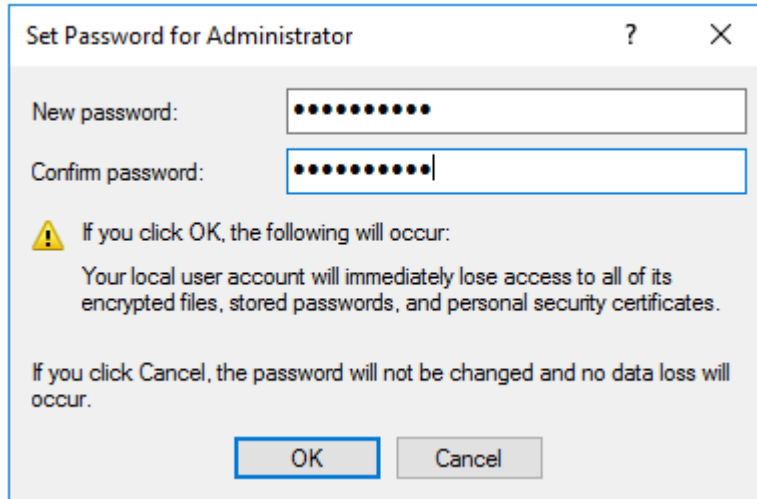 Set Password for Administrator ?
New password: ●●●●●●●●●●
Confirm password: ●●●●●●●●●●
If you click OK, the following will occur:
Your local user account will immediately lose access to all of its
encrypted files, stored passwords, and personal security certificates.
If you click Cancel, the password will not be changed and no data loss will
occur.
OK Cancel